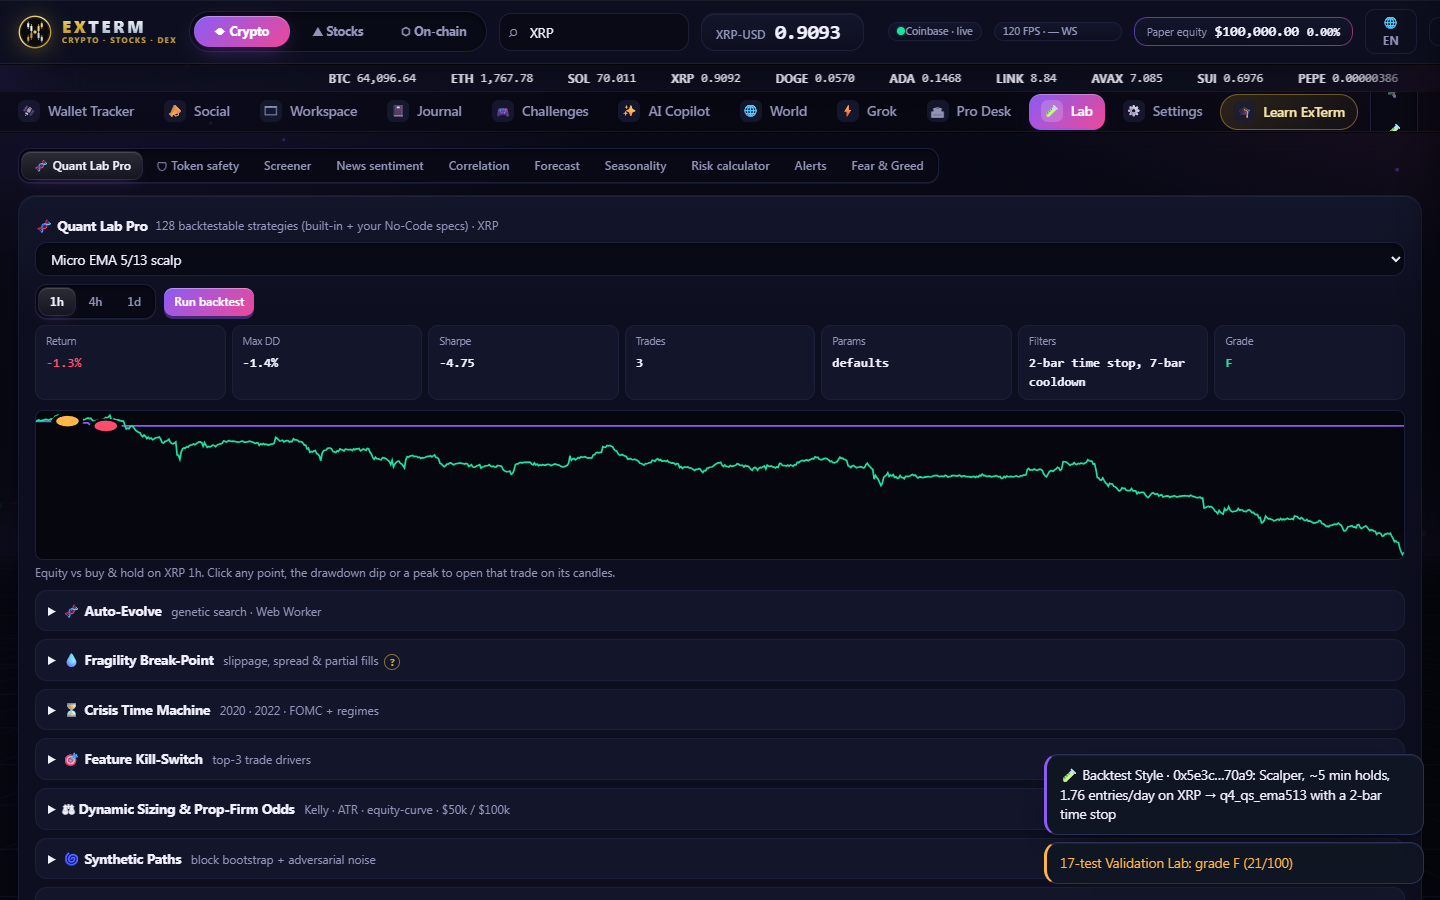 EXTERM
CRYPTO · STOCKS · DEX
Crypto
Stocks
On-chain
XRP
XRP-USD 0.9093
Coinbase · live
120 FPS · — WS
Paper equity $100,000.00 0.00%
EN
BTC 64,096.64 ETH 1,767.78 SOL 70.011 XRP 0.9092 DOGE 0.0570 ADA 0.1468 LINK 8.84 AVAX 7.085 SUI 0.6976 PEPE 0.00000386
Wallet Tracker
Social
Workspace
Journal
Challenges
AI Copilot
World
Grok
Pro Desk
Lab
Settings
Learn ExTerm
Quant Lab Pro
Token safety
Screener
News sentiment
Correlation
Forecast
Seasonality
Risk calculator
Alerts
Fear & Greed
Quant Lab Pro 128 backtestable strategies (built-in + your No-Code specs) · XRP
Micro EMA 5/13 scalp
1h 4h 1d Run backtest
Return
-1.3%
Max DD
-1.4%
Sharpe
-4.75
Trades
3
Params
defaults
Filters
2-bar time stop, 7-bar
cooldown
Grade
F
Equity vs buy & hold on XRP 1h. Click any point, the drawdown dip or a peak to open that trade on its candles.
Auto-Evolve genetic search · Web Worker
Fragility Break-Point slippage, spread & partial fills ?
Crisis Time Machine 2020 · 2022 · FOMC + regimes
Feature Kill-Switch top-3 trade drivers
Dynamic Sizing & Prop-Firm Odds Kelly · ATR · equity-curve · $50k / $100k
Synthetic Paths block bootstrap + adversarial noise
Backtest Style · 0x5e3c…70a9: Scalper, ~5 min holds,
1.76 entries/day on XRP → q4_qs_ema513 with a 2-bar
time stop
17-test Validation Lab: grade F (21/100)